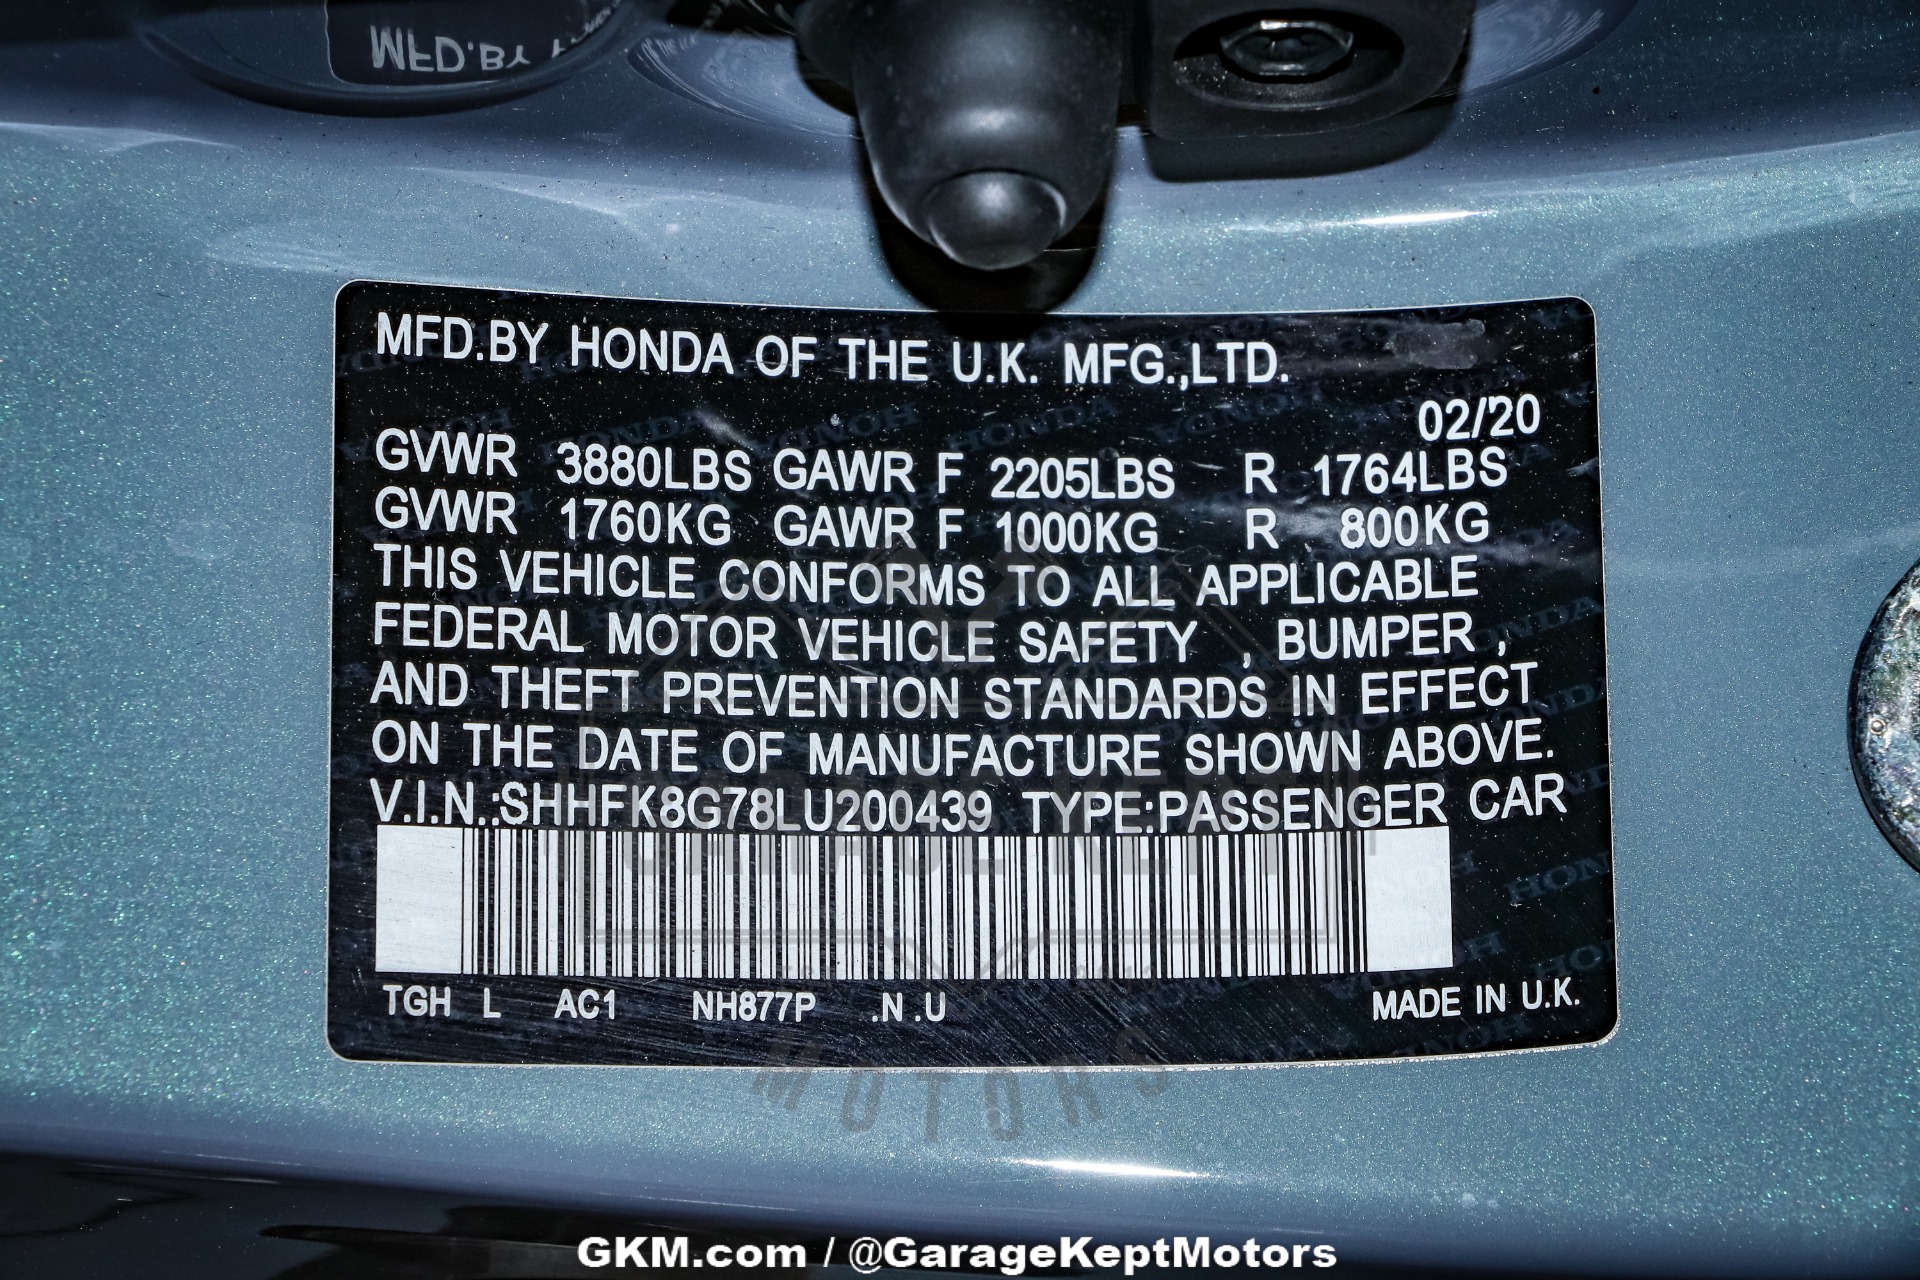 MFD.BY
MFD.BY HONDA OF THE U.K. MFG.,LTD.
02/20
GVWR 3880LBS GAWR F 2205LBS R 1764LBS
GVWR 1760KG GAWR F 1000KG R 800KG
THIS VEHICLE CONFORMS TO ALL APPLICABLE
FEDERAL MOTOR VEHICLE SAFETY , BUMPER ,
AND THEFT PREVENTION STANDARDS IN EFFECT
ON THE DATE OF MANUFACTURE SHOWN ABOVE.
V.I.N.:SHHFK8G78LU200439 TYPE:PASSENGER CAR
GARAGE KEPT
TGH L AC1 NH877P .N .U MADE IN U.K.
MOTORS
GKM.com / @GarageKeptMotors